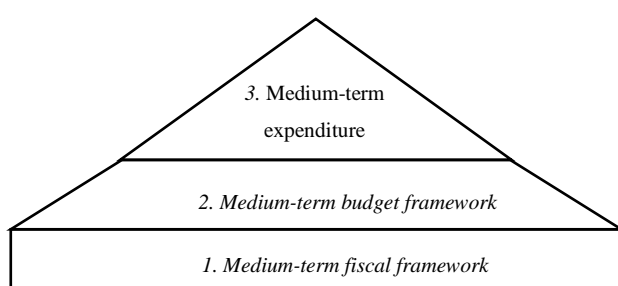 3. Medium-term
expenditure
2. Medium-term budget framework
1. Medium-term fiscal framework